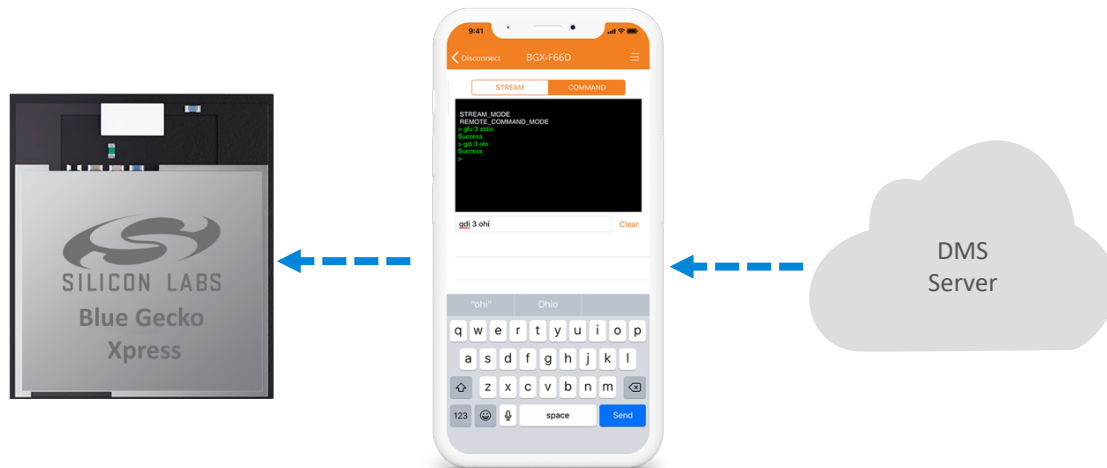 SILICON LABS
Blue Gecko
Xpress
9:41
Disconnect BGX-F66D
STREAM COMMAND
STREAM_MODE
REMOTE_COMMAND_MODE
> gfu 3 stdio
Success
> gdi 3 olo
Success
>
gdi 3 ohi Clear
"ohi" Ohio
q w e r t y u i o p
a s d f g h j k l
z x c v b n m
123 space Send
DMS
Server